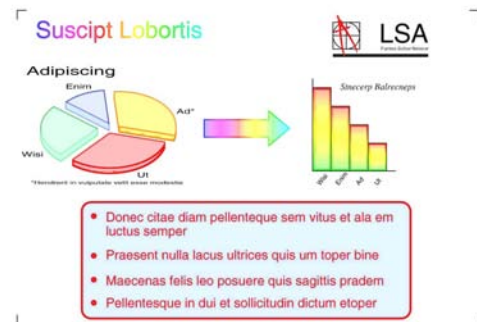 Suscipt Lobortis
LSA
Adipiscing
Enim
Ad*
Wisi
Ut
*Hendrerit in vulputate velit esse modestie
Sinecerp Balrecneps
Wisi
Enim
Ad
Ut
Donec citae diam pellenteque sem vitus et ala em
luctus semper
Praesent nulla lacus ultrices quis um toper bine
Maecenas felis leo posuere quis sagittis pradem
Pellentesque in dui et sollicitudin dictum etoper